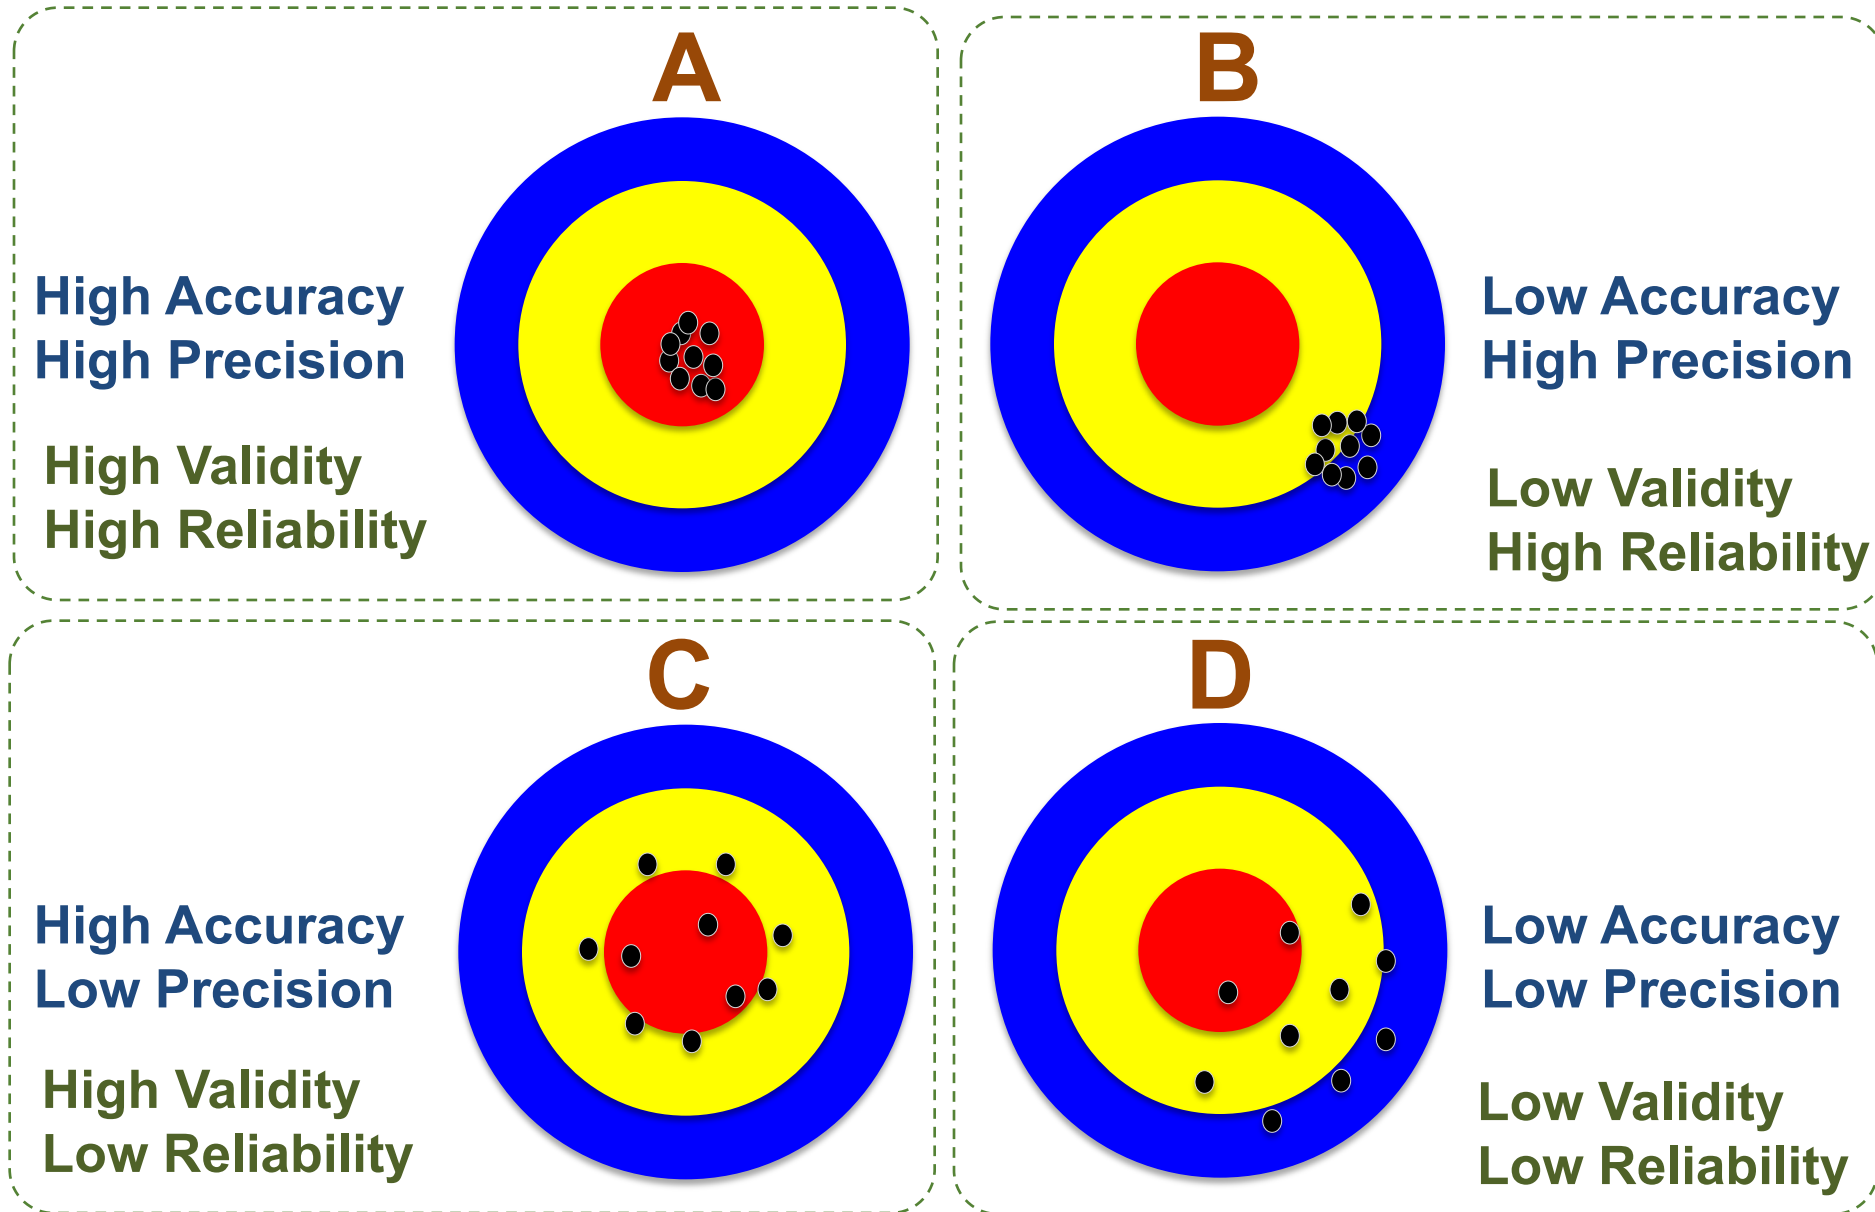 A
High Accuracy
High Precision
High Validity
High Reliability
B
Low Accuracy
High Precision
Low Validity
High Reliability
C
High Accuracy
Low Precision
High Validity
Low Reliability
D
Low Accuracy
Low Precision
Low Validity
Low Reliability